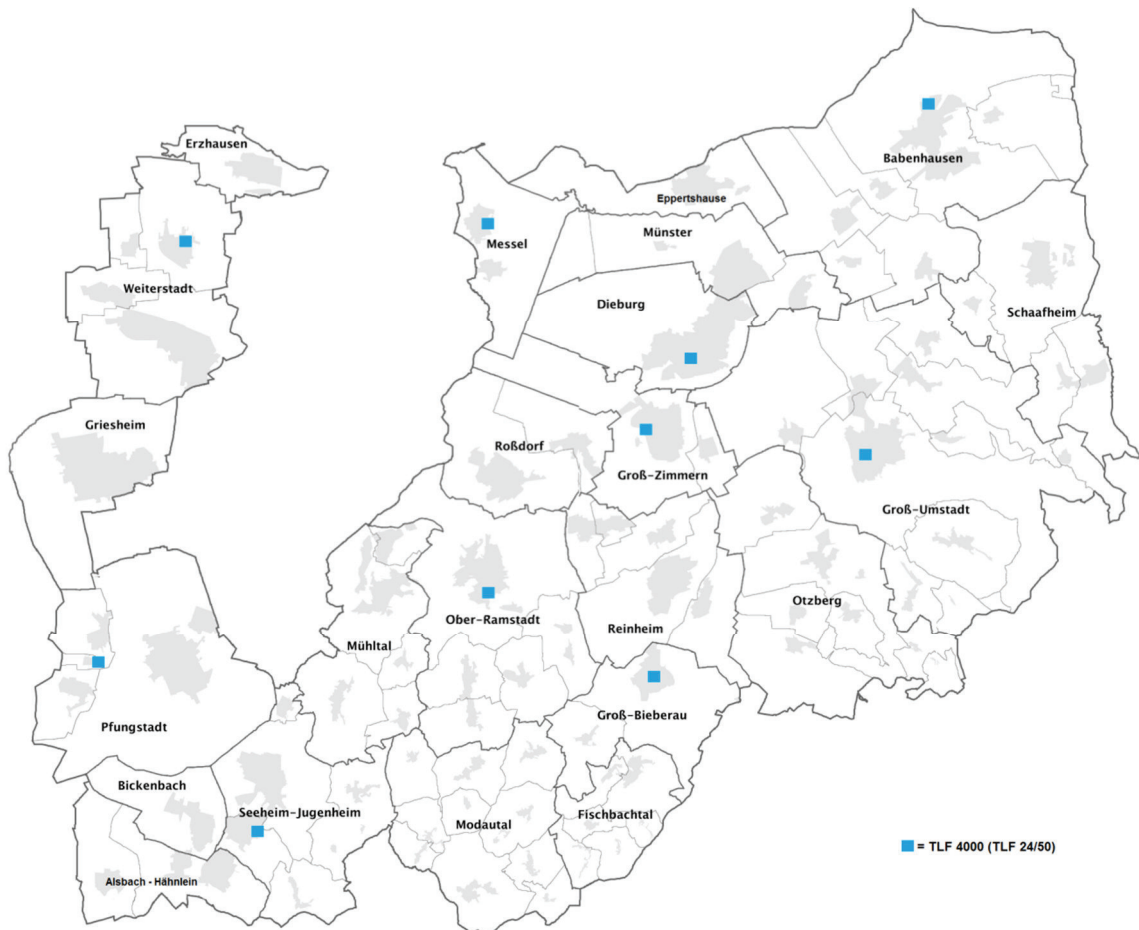 Erzhausen
Babenhausen
Eppertshause
Münster
Messel
Weiterstadt
Dieburg
Schaafheim
Griesheim
Roßdorf
Groß-Zimmern
Groß-Umstadt
Otzberg
Ober-Ramstadt
Reinheim
Mühltal
Groß-Bieberau
Pfungstadt
Bickenbach
Seeheim-Jugenheim
Fischbachtal
Modautal
= TLF 4000 (TLF 24/50)
Alsbach - Hähnlein